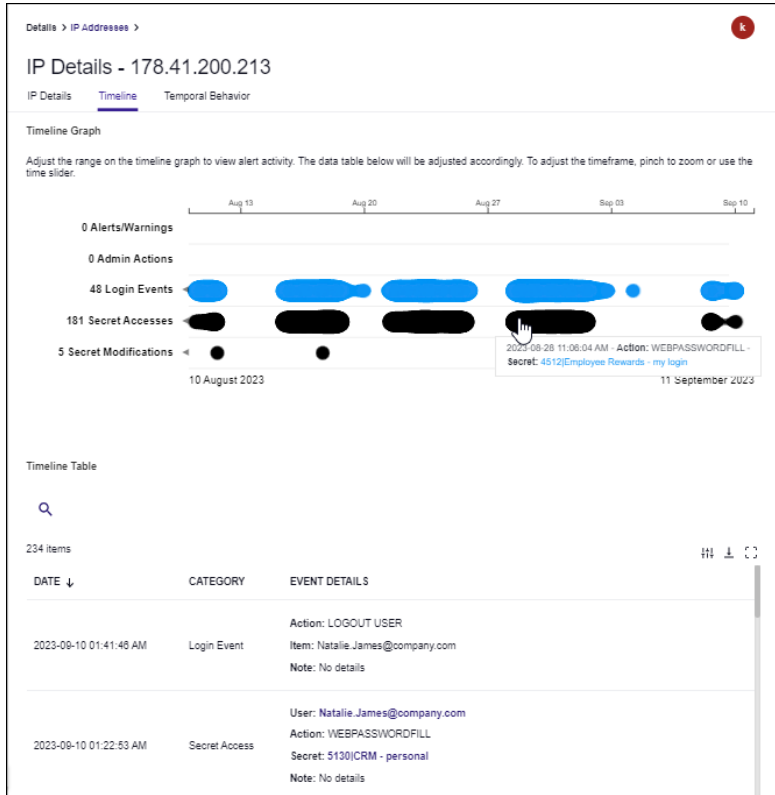 Details > IP Addresses >
k
IP Details - 178.41.200.213
IP Details Timeline Temporal Behavior
Timeline Graph
Adjust the range on the timeline graph to view alert activity. The data table below will be adjusted accordingly. To adjust the timeframe, pinch to zoom or use the
time slider.
Aug 13 Aug 20 Aug 27 Sep 03 Sep 10
0 Alerts/Warnings
0 Admin Actions
48 Login Events
181 Secret Accesses
5 Secret Modifications
2023-08-28 11:06:04 AM - Action: WEBPASSWORDFILL -
Secret: 4512|Employee Rewards - my login
10 August 2023 11 September 2023
Timeline Table
234 items
DATE ↓ CATEGORY EVENT DETAILS
Action: LOGOUT USER
2023-09-10 01:41:46 AM Login Event Item: Natalie.James@company.com
Note: No details
User: Natalie.James@company.com
Action: WEBPASSWORDFILL
2023-09-10 01:22:53 AM Secret Access
Secret: 5130|CRM - personal
Note: No details